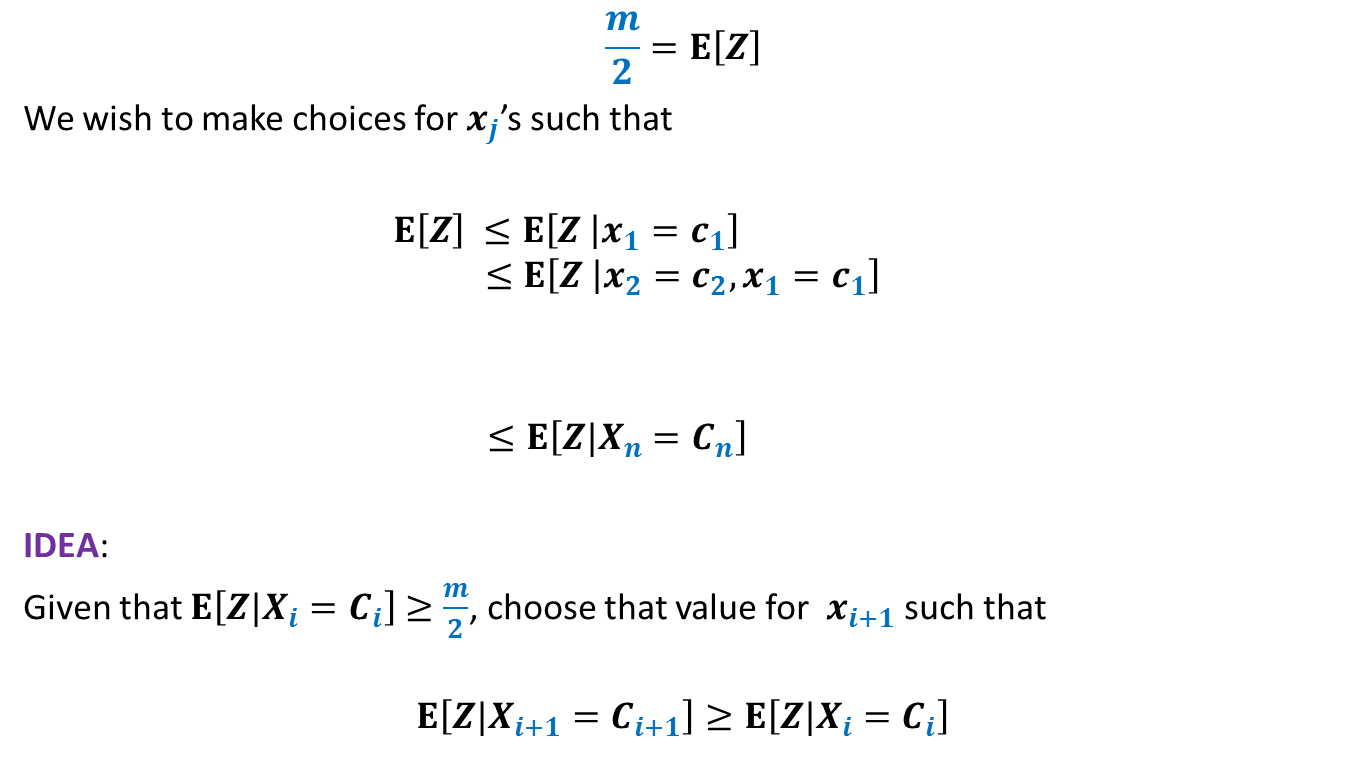 m/2 = E[Z]
We wish to make choices for x_j's such that
E[Z] ≤ E[Z |x_1 = c_1]
≤ E[Z |x_2 = c_2, x_1 = c_1]
≤ E[Z|X_n = C_n]
IDEA:
Given that E[Z|X_i = C_i] ≥ m/2, choose that value for x_{i+1} such that
E[Z|X_{i+1} = C_{i+1}] ≥ E[Z|X_i = C_i]